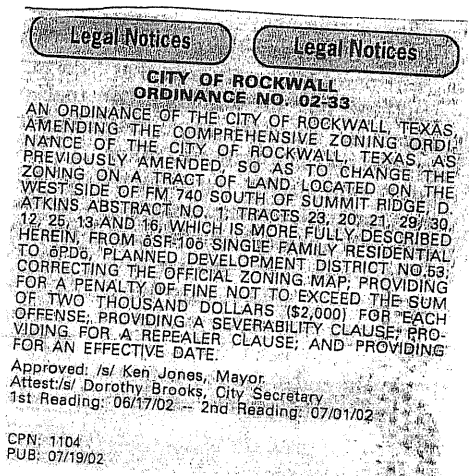 Legal Notices
Legal Notices
CITY OF ROCKWALL
ORDINANCE NO. 02-33
AN ORDINANCE OF THE CITY OF ROCKWALL, TEXAS,
AMENDING THE COMPREHENSIVE ZONING ORDI-
NANCE OF THE CITY OF ROCKWALL, TEXAS, AS
PREVIOUSLY AMENDED, SO AS TO CHANGE THE
ZONING ON A TRACT OF LAND LOCATED ON THE
WEST SIDE OF FM 740 SOUTH OF SUMMIT RIDGE, D.
ATKINS ABSTRACT NO. 1, TRACTS 23, 20, 21, 29, 30,
12, 25, 13 AND 16, WHICH IS MORE FULLY DESCRIBED
HEREIN, FROM öSF-10ö SINGLE FAMILY RESIDENTIAL
TO öPDö, PLANNED DEVELOPMENT DISTRICT NO.53;
CORRECTING THE OFFICIAL ZONING MAP; PROVIDING
FOR A PENALTY OF FINE NOT TO EXCEED THE SUM
OF TWO THOUSAND DOLLARS ($2,000) FOR EACH
OFFENSE; PROVIDING A SEVERABILITY CLAUSE; PRO-
VIDING FOR A REPEALER CLAUSE; AND PROVIDING
FOR AN EFFECTIVE DATE.
Approved: /s/ Ken Jones, Mayor
Attest:/s/ Dorothy Brooks, City Secretary
1st Reading: 06/17/02 -- 2nd Reading: 07/01/02
CPN: 1104
PUB: 07/19/02